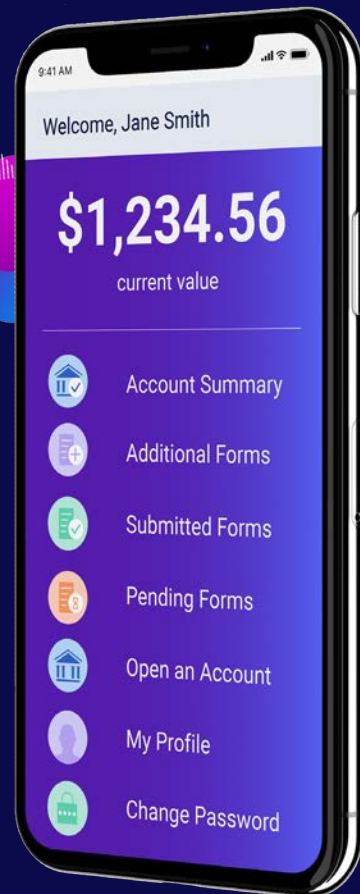 9:41 AM
Welcome, Jane Smith
$1,234.56
current value
Account Summary
Additional Forms
Submitted Forms
Pending Forms
Open an Account
My Profile
Change Password